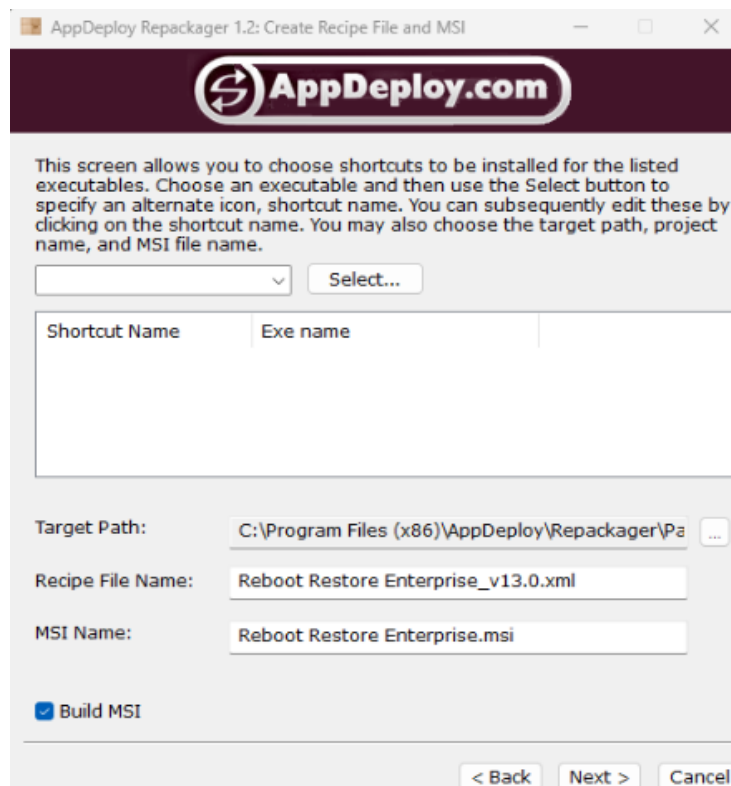 AppDeploy Repackager 1.2: Create Recipe File and MSI
AppDeploy.com
This screen allows you to choose shortcuts to be installed for the listed
executables. Choose an executable and then use the Select button to
specify an alternate icon, shortcut name. You can subsequently edit these by
clicking on the shortcut name. You may also choose the target path, project
name, and MSI file name.
Select...
Shortcut Name Exe name
Target Path: C:\Program Files (x86)\AppDeploy\Repackager\Pa ...
Recipe File Name: Reboot Restore Enterprise_v13.0.xml
MSI Name: Reboot Restore Enterprise.msi
Build MSI
< Back Next > Cancel